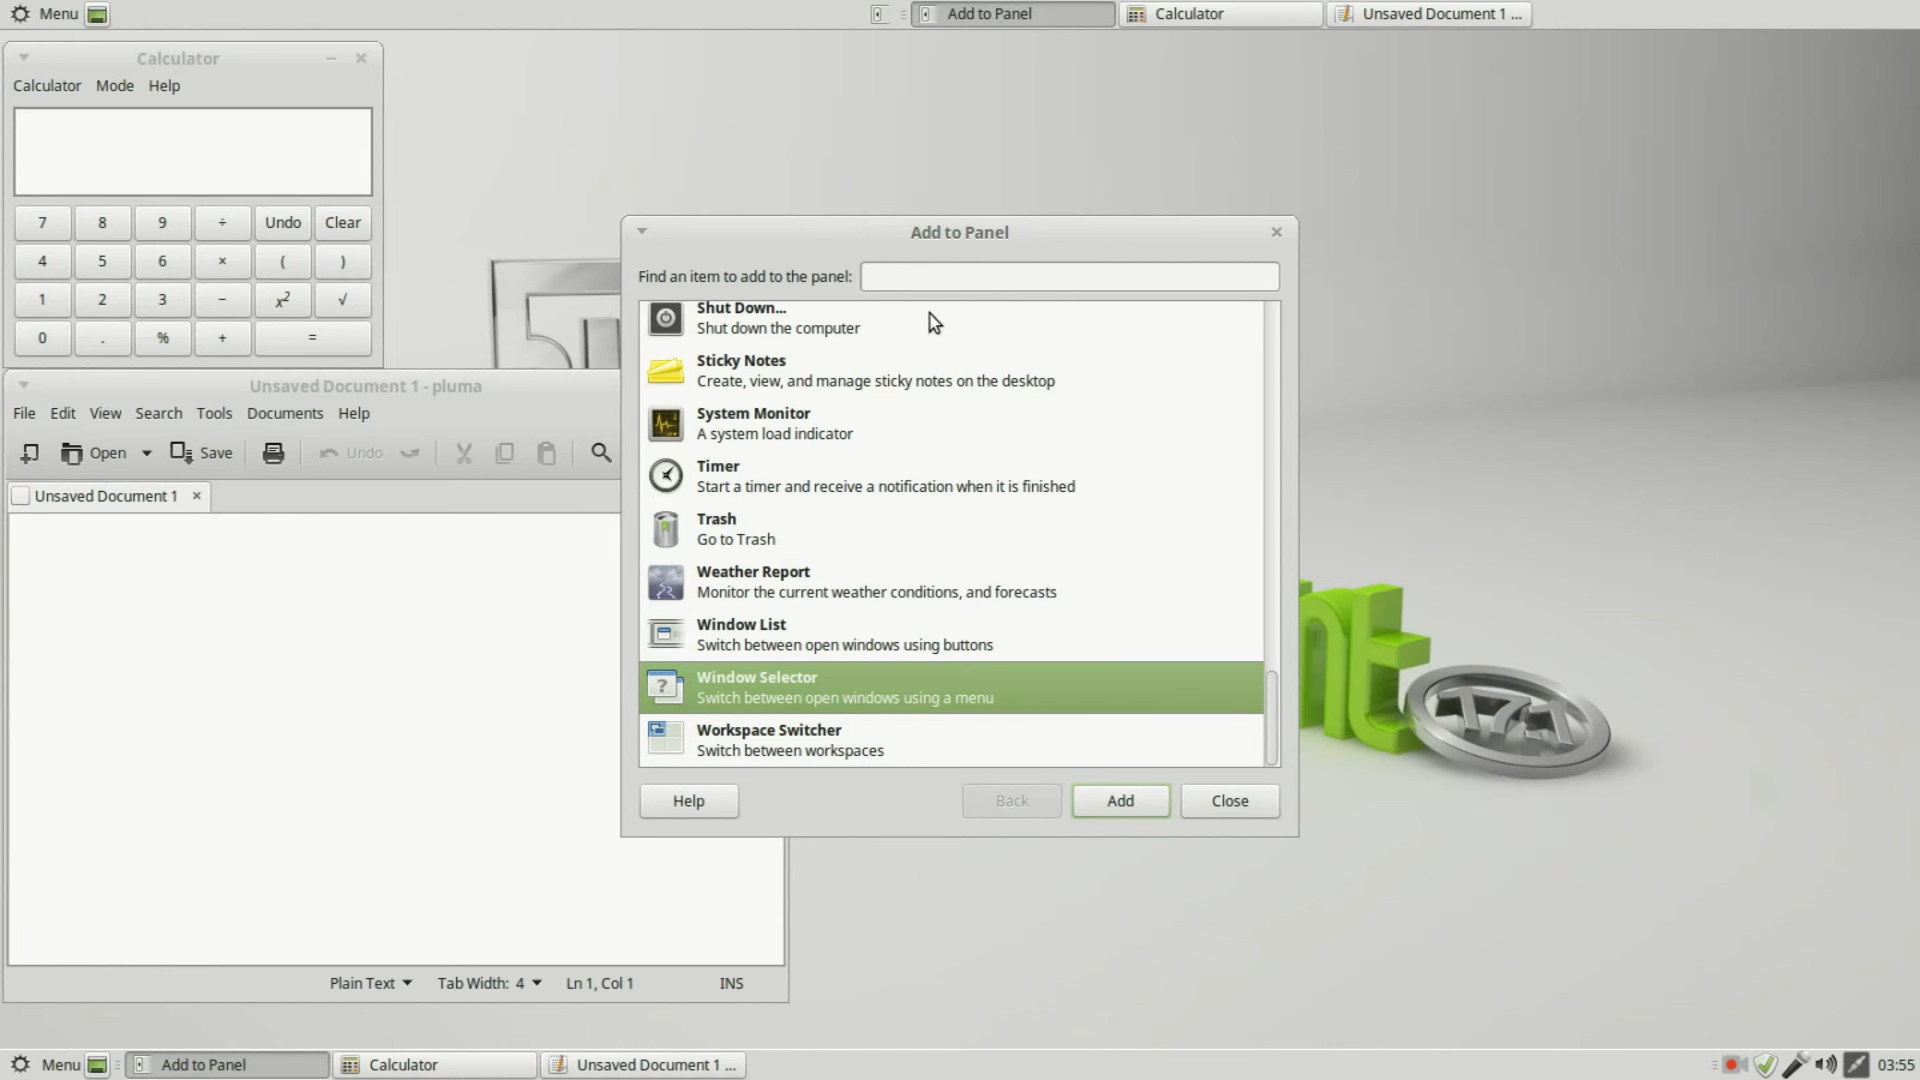 Menu
Add to Panel
Calculator
Unsaved Document 1 ...
Calculator
Calculator Mode Help
7 8 9 ÷ Undo Clear
4 5 6 × ( )
1 2 3 − x² √
0 . % + =
Unsaved Document 1 - pluma
File Edit View Search Tools Documents Help
Open Save Undo
Unsaved Document 1
Plain Text Tab Width: 4 Ln 1, Col 1 INS
Add to Panel
Find an item to add to the panel:
Shut Down...
Shut down the computer
Sticky Notes
Create, view, and manage sticky notes on the desktop
System Monitor
A system load indicator
Timer
Start a timer and receive a notification when it is finished
Trash
Go to Trash
Weather Report
Monitor the current weather conditions, and forecasts
Window List
Switch between open windows using buttons
Window Selector
Switch between open windows using a menu
Workspace Switcher
Switch between workspaces
Help Back Add Close
17.1
Menu
Add to Panel
Calculator
Unsaved Document 1 ...
03:55